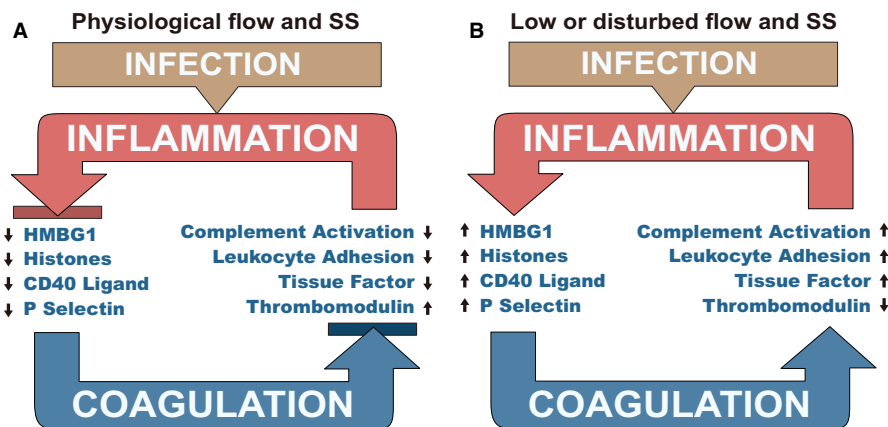 A
Physiological flow and SS
INFECTION
INFLAMMATION
↓ HMBG1
↓ Histones
↓ CD40 Ligand
↓ P Selectin
Complement Activation ↓
Leukocyte Adhesion ↓
Tissue Factor ↓
Thrombomodulin ↑
COAGULATION
B
Low or disturbed flow and SS
INFECTION
INFLAMMATION
↑ HMBG1
↑ Histones
↑ CD40 Ligand
↑ P Selectin
Complement Activation ↑
Leukocyte Adhesion ↑
Tissue Factor ↑
Thrombomodulin ↓
COAGULATION